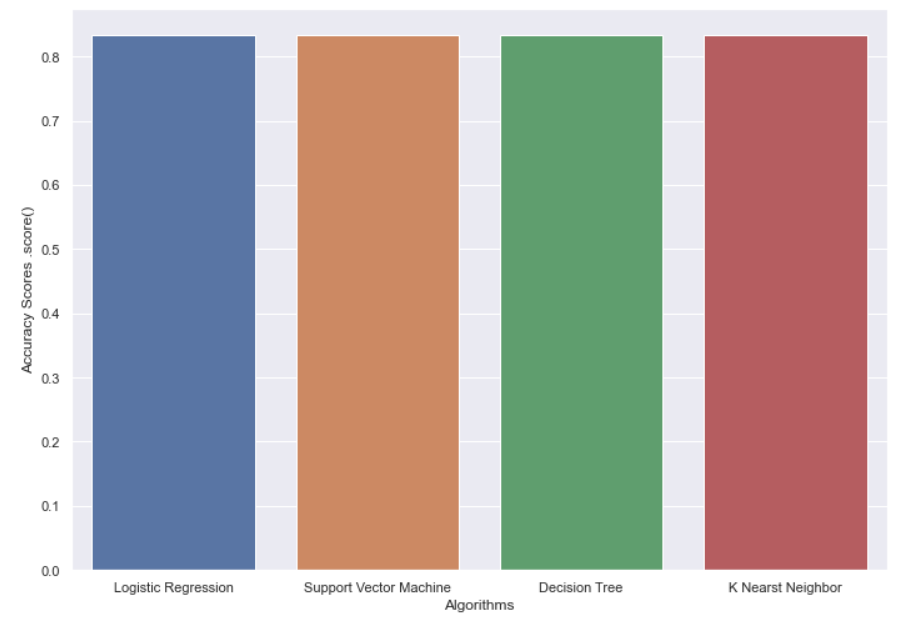 Accuracy Scores .score()
0.8
0.7
0.6
0.5
0.4
0.3
0.2
0.1
0.0
Logistic Regression
Support Vector Machine
Decision Tree
K Nearst Neighbor
Algorithms